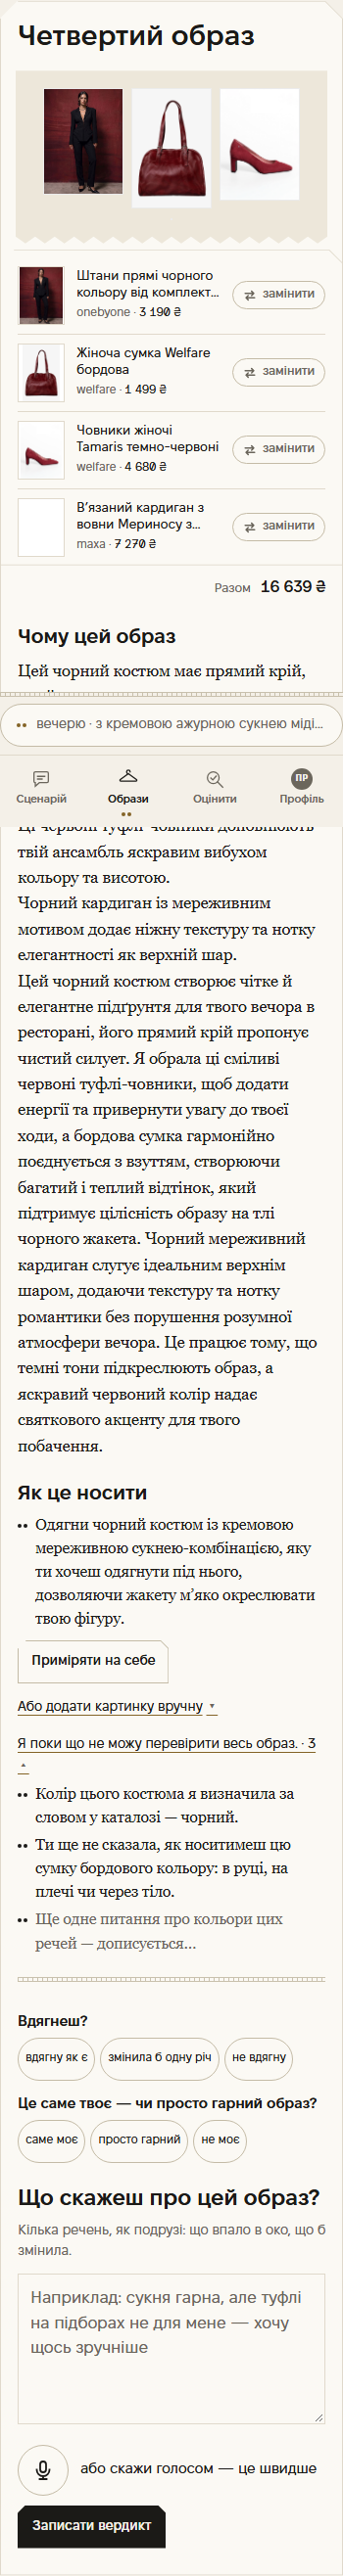 Четвертий образ
Штани прямі чорного
кольору від комплект...
onebyone · 3 190 ₴
замінити
Жіноча сумка Welfare
бордова
welfare · 1 499 ₴
замінити
Човники жіночі
Tamaris темно-червоні
welfare · 4 680 ₴
замінити
В'язаний кардиган з
вовни Мериносу з...
maxa · 7 270 ₴
замінити
Разом 16 639 ₴
Чому цей образ
Цей чорний костюм має прямий крій,
вечерю · з кремовою ажурною сукнею міді...
Сценарій
Образи
Оцінити
ПР
Профіль
Ці червоні туфлі-човники доповнюють
твій ансамбль яскравим вибухом
кольору та висотою.
Чорний кардиган із мереживним
мотивом додає ніжну текстуру та нотку
елегантності як верхній шар.
Цей чорний костюм створює чітке й
елегантне підґрунтя для твого вечора в
ресторані, його прямий крій пропонує
чистий силует. Я обрала ці сміливі
червоні туфлі-човники, щоб додати
енергії та привернути увагу до твоєї
ходи, а бордова сумка гармонійно
поєднується з взуттям, створюючи
багатий і теплий відтінок, який
підтримує цілісність образу на тлі
чорного жакета. Чорний мереживний
кардиган слугує ідеальним верхнім
шаром, додаючи текстуру та нотку
романтики без порушення розумної
атмосфери вечора. Це працює тому, що
темні тони підкреслюють образ, а
яскравий червоний колір надає
святкового акценту для твого
побачення.
Як це носити
Одягни чорний костюм із кремовою
мереживною сукнею-комбінацією, яку
ти хочеш одягнути під нього,
дозволяючи жакету м'яко окреслювати
твою фігуру.
Приміряти на себе
Або додати картинку вручну
Я поки що не можу перевірити весь образ. · 3
Колір цього костюма я визначила за
словом у каталозі — чорний.
Ти ще не сказала, як носитимеш цю
сумку бордового кольору: в руці, на
плечі чи через тіло.
Ще одне питання про кольори цих
речей — дописується...
Вдягнеш?
вдягну як є
змінила б одну річ
не вдягну
Це саме твоє — чи просто гарний образ?
саме моє
просто гарний
не моє
Що скажеш про цей образ?
Кілька речень, як подрузі: що впало в око, що б
змінила.
Наприклад: сукня гарна, але туфлі
на підборах не для мене — хочу
щось зручніше
або скажи голосом — це швидше
Записати вердикт